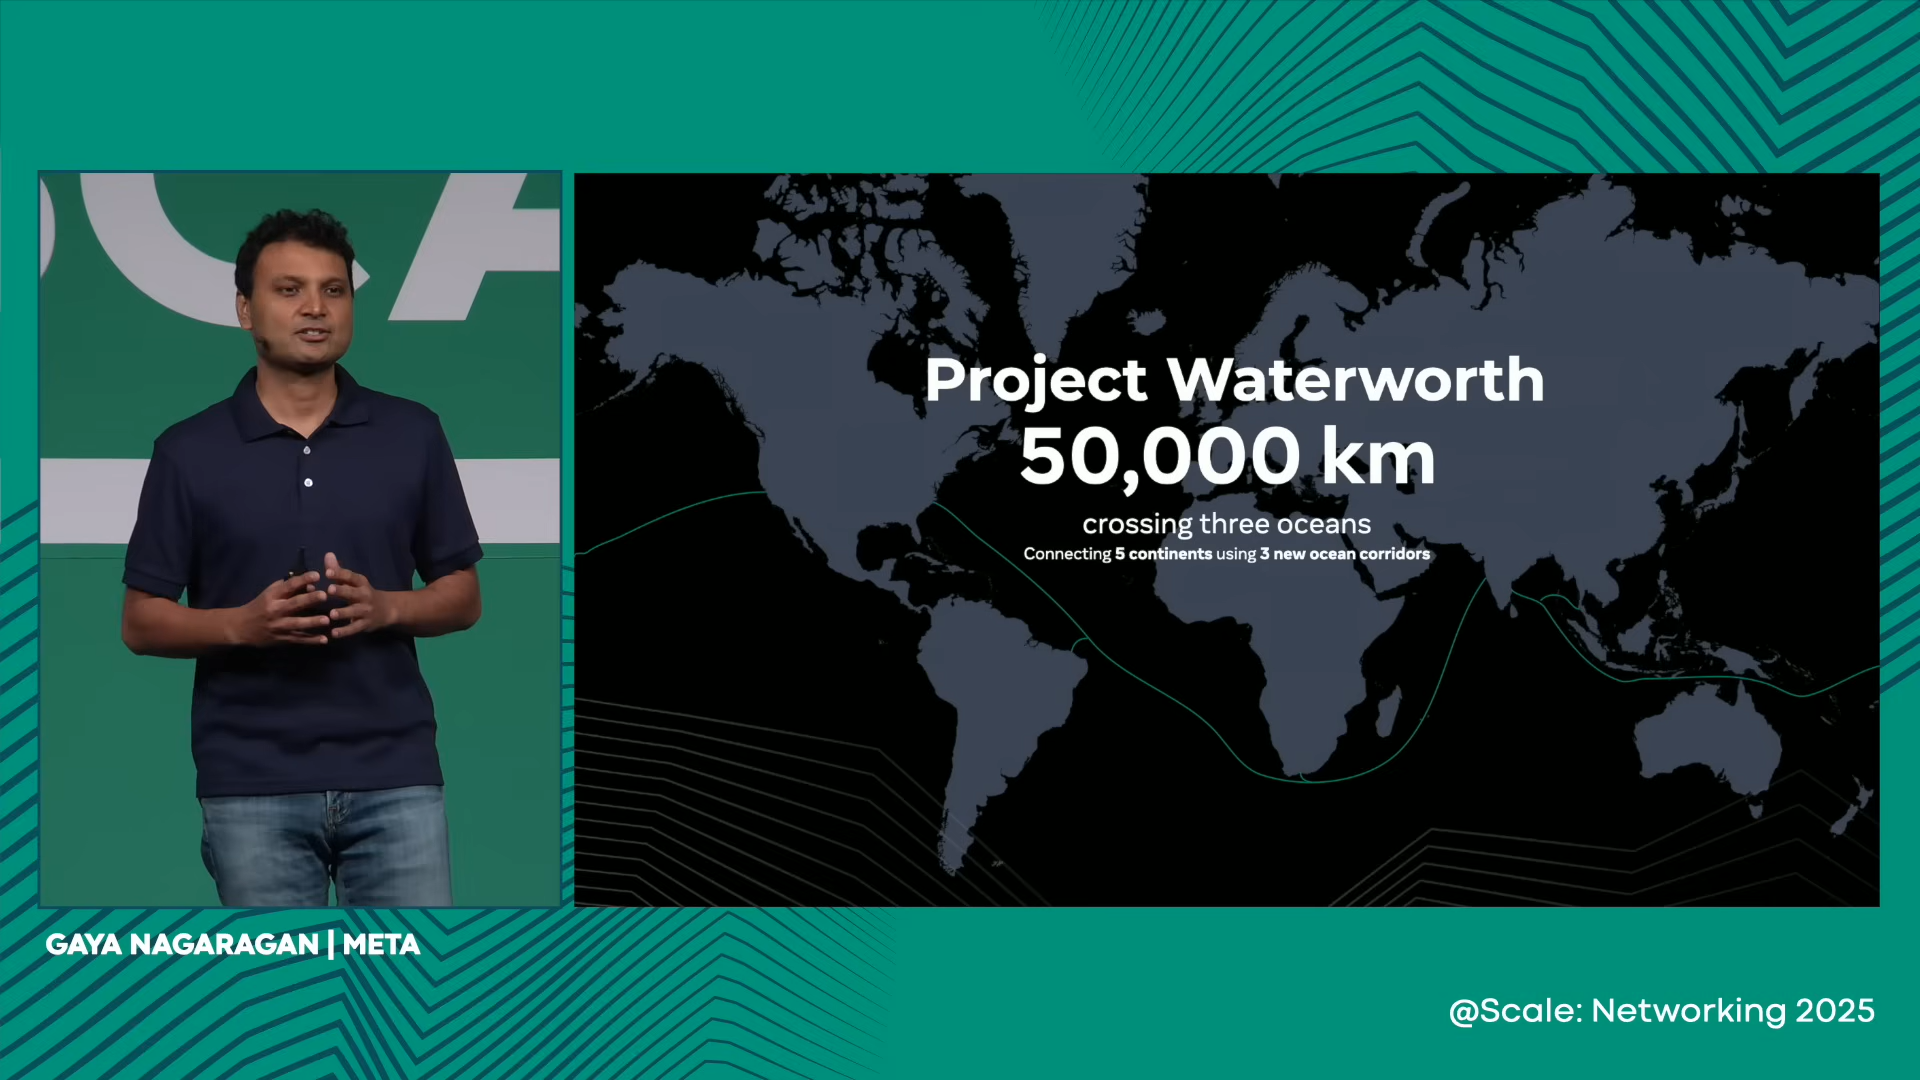 SCA
Project Waterworth
50,000 km
crossing three oceans
Connecting 5 continents using 3 new ocean corridors
GAYA NAGARAGAN | META
@Scale: Networking 2025